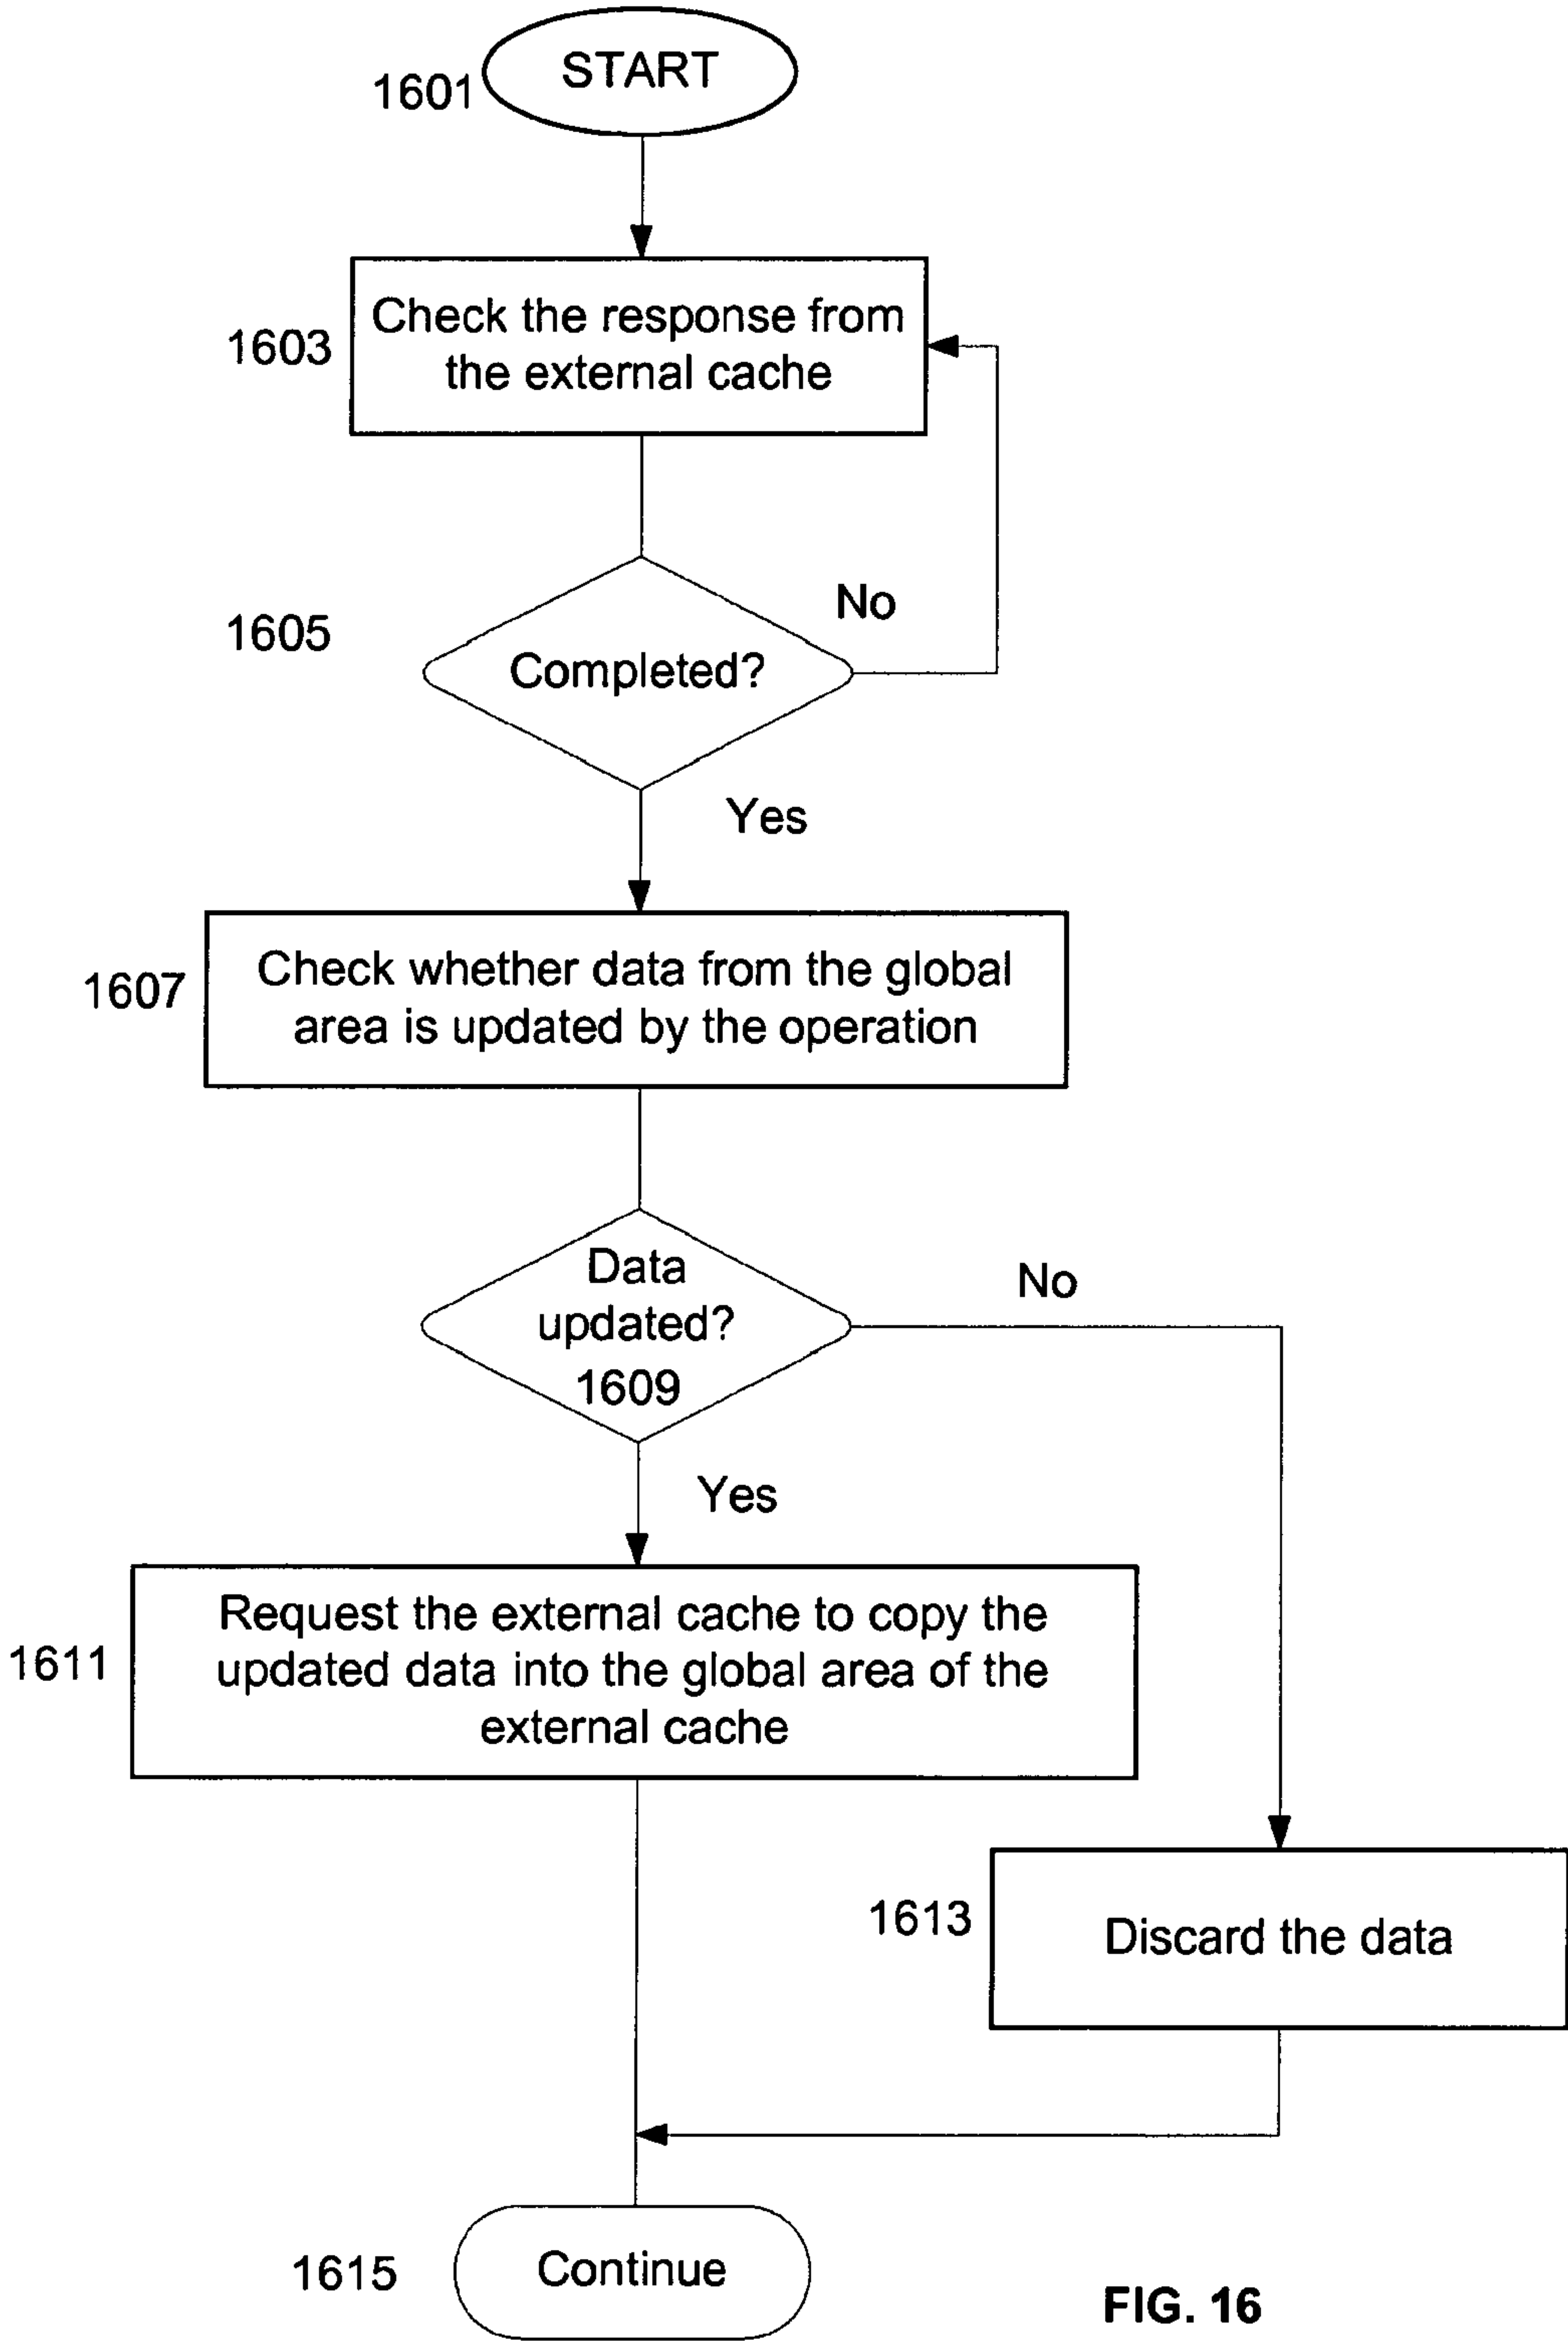 START
1601
Check the response from
the external cache
1603
No
1605
Completed?
Yes
Check whether data from the global
area is updated by the operation
1607
Data
updated?
1609
No
Yes
Request the external cache to copy the
updated data into the global area of the
external cache
1611
1613
Discard the data
1615
Continue
FIG. 16